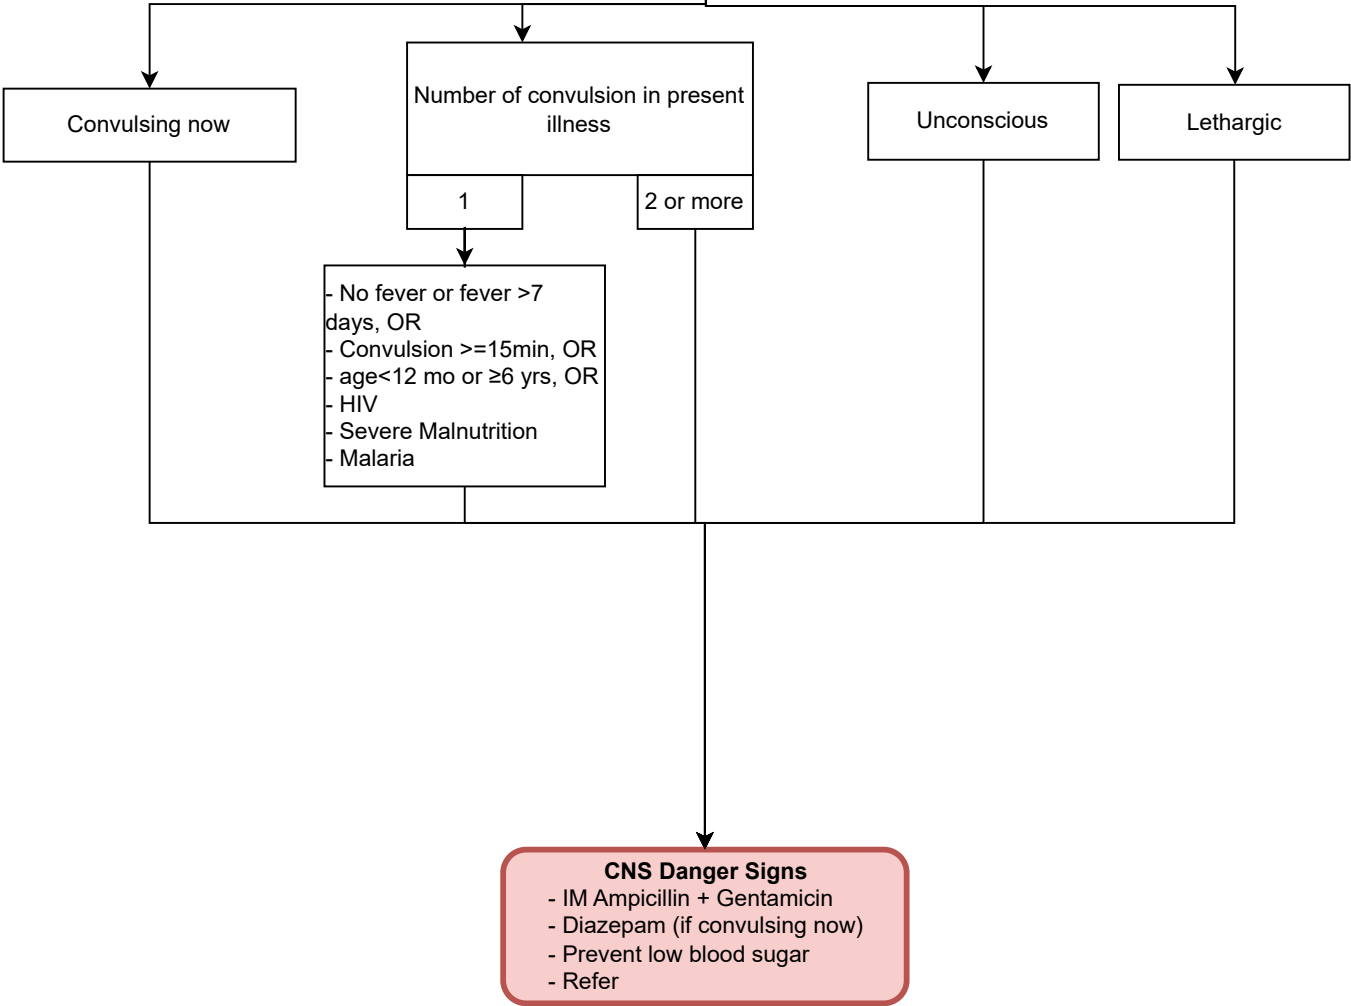 Convulsing now
Number of convulsion in present
illness
Unconscious
Lethargic
1
2 or more
- No fever or fever >7
days, OR
- Convulsion >=15min, OR
- age<12 mo or ≥6 yrs, OR
- HIV
- Severe Malnutrition
- Malaria
CNS Danger Signs
- IM Ampicillin + Gentamicin
- Diazepam (if convulsing now)
- Prevent low blood sugar
- Refer